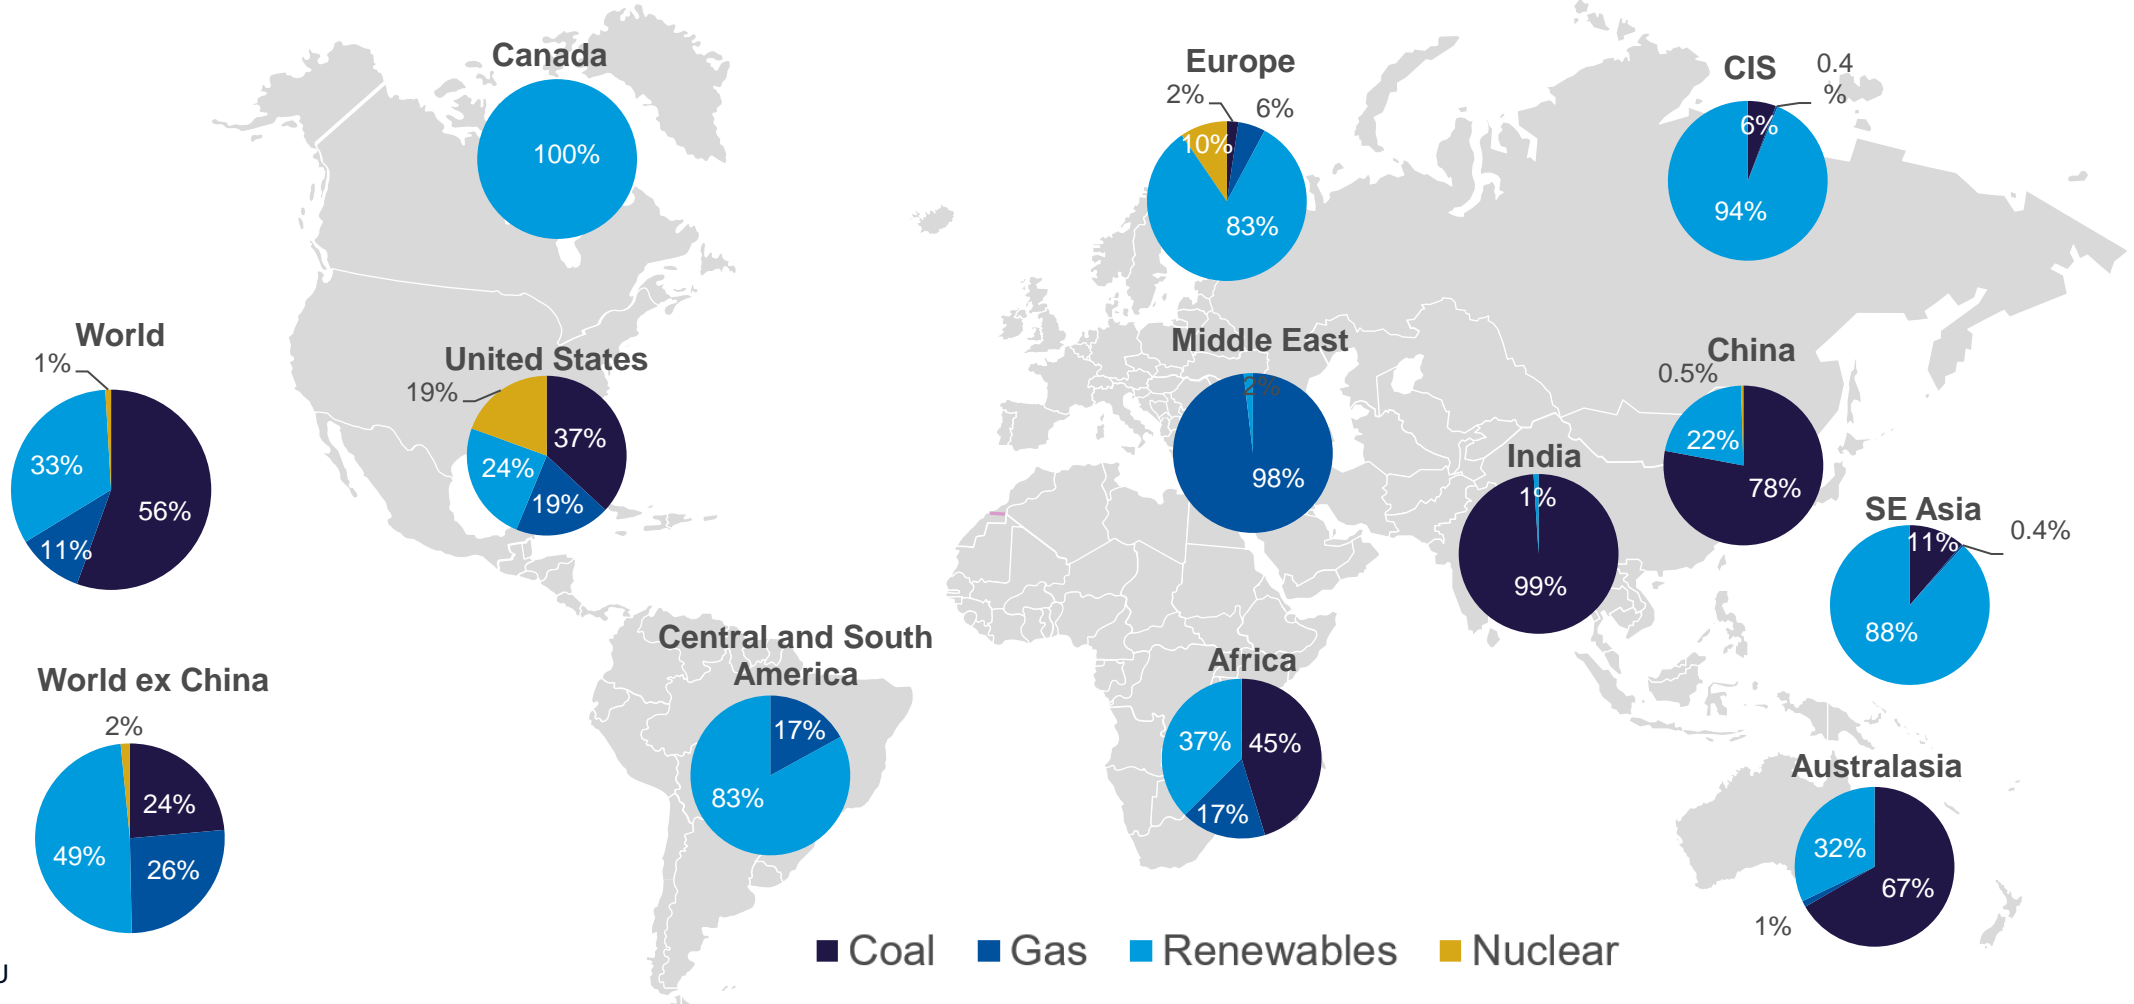 Canada
100%
Europe
2%
6%
10%
83%
CIS
0.4
%
6%
94%
World
1%
33%
56%
11%
United States
19%
37%
24%
19%
Middle East
2%
98%
China
0.5%
22%
78%
India
1%
99%
SE Asia
11%
0.4%
88%
World ex China
2%
24%
49%
26%
Central and South
America
17%
83%
Africa
37%
45%
17%
Australasia
32%
67%
1%
Coal
Gas
Renewables
Nuclear